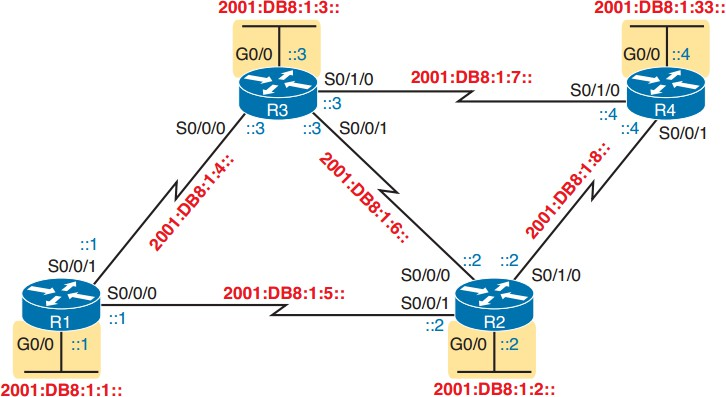 2001:DB8:1:3::
2001:DB8:1:33::
G0/0 ::3
G0/0 ::4
S0/1/0
2001:DB8:1:7::
S0/1/0
R3
::3
R4
::4
S0/0/0
::3
::3
S0/0/1
::4
S0/0/1
2001:DB8:1:4::
2001:DB8:1:6::
2001:DB8:1:8::
::1
S0/0/1
::2
::2
S0/0/0
S0/1/0
S0/0/0
2001:DB8:1:5::
S0/0/1
R1
::1
::2
R2
G0/0 ::1
G0/0 ::2
2001:DB8:1:1::
2001:DB8:1:2::